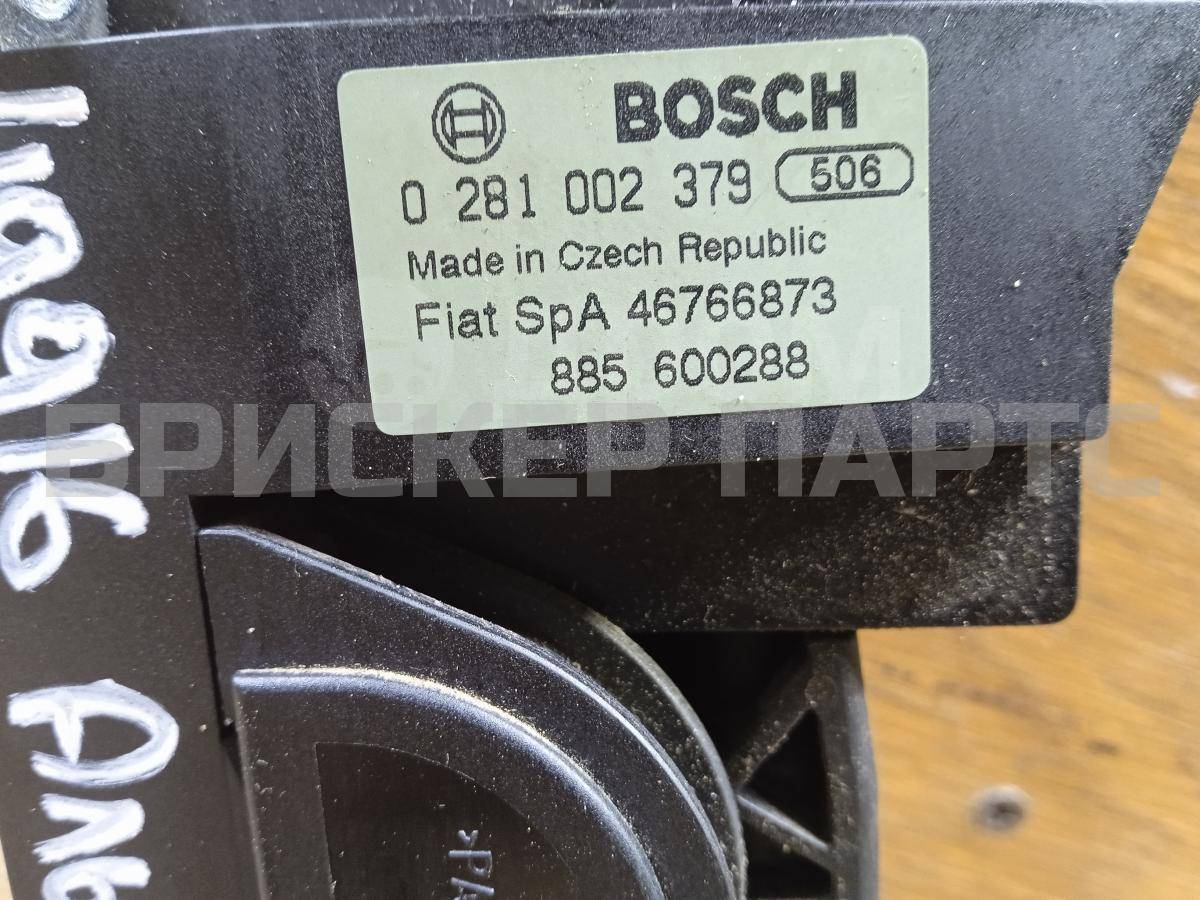 BOSCH
0 281 002 379 506
Made in Czech Republic
Fiat SpA 46766873
885 600288
БРИСКЕР ПАРТС